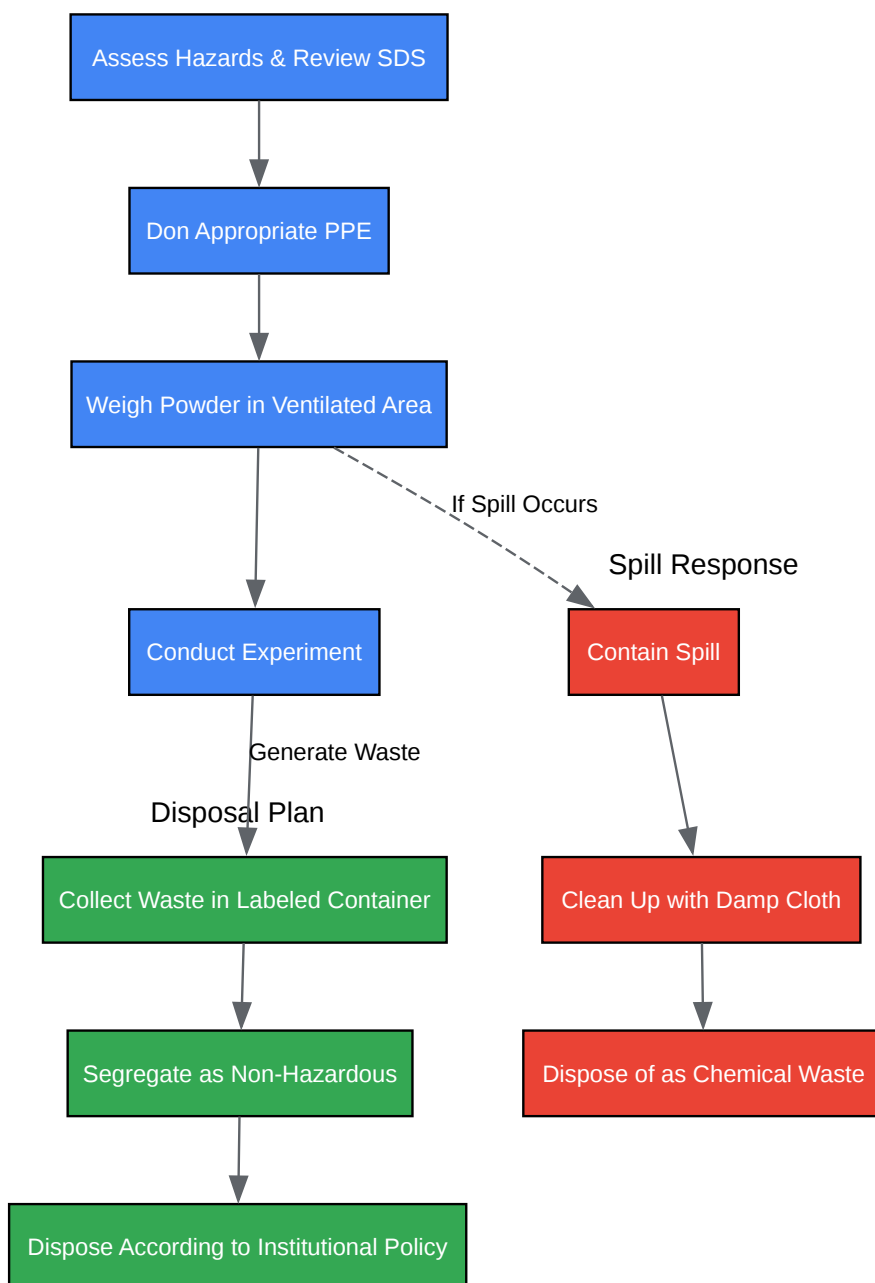 Assess Hazards & Review SDS
Don Appropriate PPE
Weigh Powder in Ventilated Area
If Spill Occurs
Spill Response
Conduct Experiment
Contain Spill
Generate Waste
Disposal Plan
Collect Waste in Labeled Container
Clean Up with Damp Cloth
Segregate as Non-Hazardous
Dispose of as Chemical Waste
Dispose According to Institutional Policy